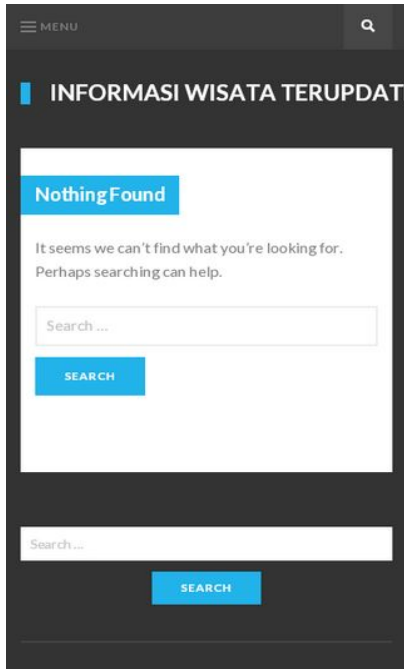 MENU
INFORMASI WISATA TERUPDAT
Nothing Found
It seems we can't find what you're looking for.
Perhaps searching can help.
Search ...
SEARCH
Search ...
SEARCH